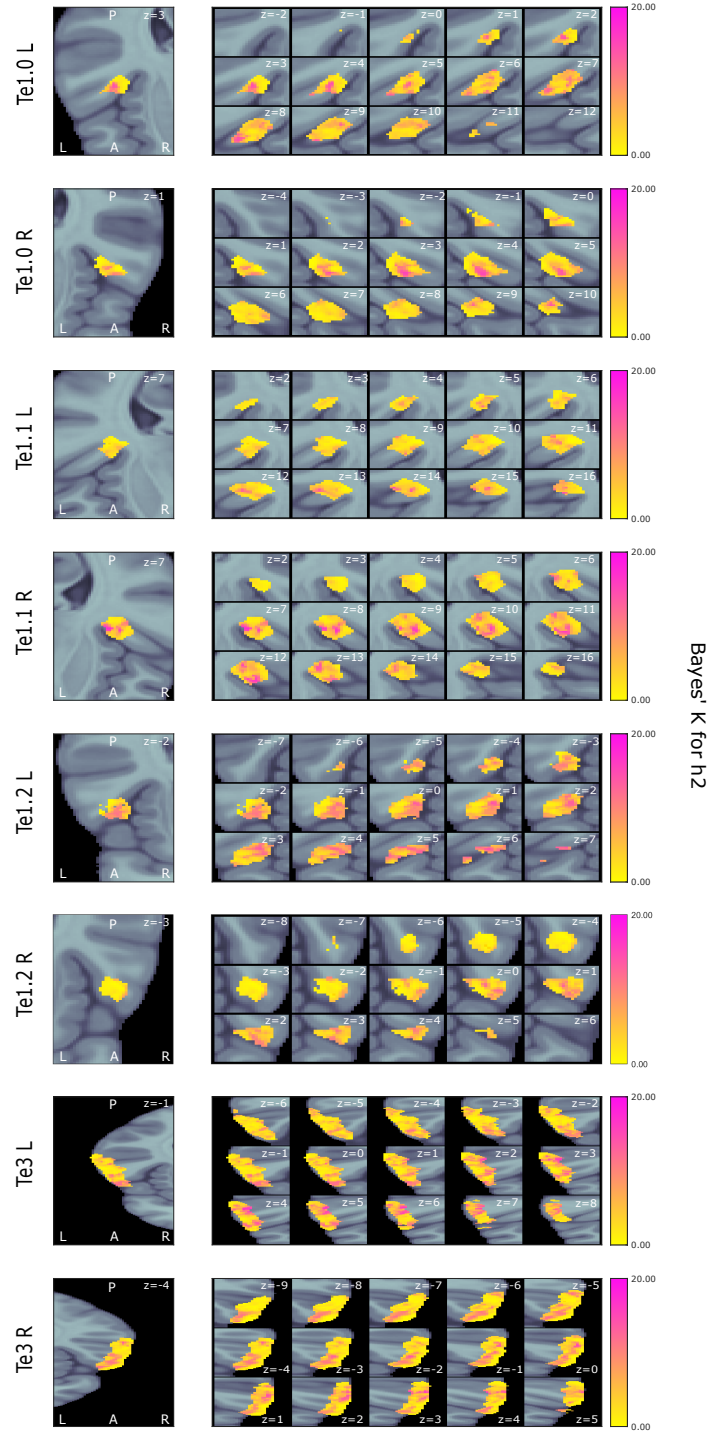 Te1.0 L
P
z=3
L
A
R
z=-2
z=-1
z=0
z=1
z=2
z=3
z=4
z=5
z=6
z=7
z=8
z=9
z=10
z=11
z=12
20.00
0.00
Te1.0 R
P
z=1
L
A
R
z=-4
z=-3
z=-2
z=-1
z=0
z=1
z=2
z=3
z=4
z=5
z=6
z=7
z=8
z=9
z=10
20.00
0.00
Te1.1 L
P
z=7
L
A
R
z=2
z=3
z=4
z=5
z=6
z=7
z=8
z=9
z=10
z=11
z=12
z=13
z=14
z=15
z=16
20.00
0.00
Te1.1 R
P
z=7
L
A
R
z=2
z=3
z=4
z=5
z=6
z=7
z=8
z=9
z=10
z=11
z=12
z=13
z=14
z=15
z=16
20.00
0.00
Bayes' K for h2
Te1.2 L
P
z=-2
L
A
R
z=-7
z=-6
z=-5
z=-4
z=-3
z=-2
z=-1
z=0
z=1
z=2
z=3
z=4
z=5
z=6
z=7
20.00
0.00
Te1.2 R
P
z=-3
L
A
R
z=-8
z=-7
z=-6
z=-5
z=-4
z=-3
z=-2
z=-1
z=0
z=1
z=2
z=3
z=4
z=5
z=6
20.00
0.00
Te3 L
P
z=-1
L
A
R
z=-6
z=-5
z=-4
z=-3
z=-2
z=-1
z=0
z=1
z=2
z=3
z=4
z=5
z=6
z=7
z=8
20.00
0.00
Te3 R
P
z=-4
L
A
R
z=-9
z=-8
z=-7
z=-6
z=-5
z=-4
z=-3
z=-2
z=-1
z=0
z=1
z=2
z=3
z=4
z=5
20.00
0.00